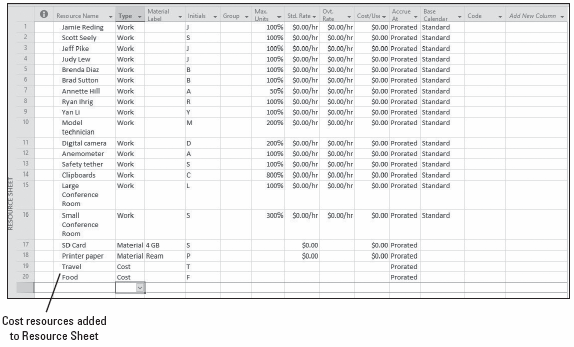 Resource Name Type Material Label Initials Group Max. Units Std. Rate Ovt. Rate Cost/Use Accrue At Base Calendar Code Add New Column
1 Jamie Reding Work J 100% $0.00/hr $0.00/hr $0.00 Prorated Standard
2 Scott Seely Work S 100% $0.00/hr $0.00/hr $0.00 Prorated Standard
3 Jeff Pike Work J 100% $0.00/hr $0.00/hr $0.00 Prorated Standard
4 Judy Lew Work J 100% $0.00/hr $0.00/hr $0.00 Prorated Standard
5 Brenda Diaz Work B 100% $0.00/hr $0.00/hr $0.00 Prorated Standard
6 Brad Sutton Work B 100% $0.00/hr $0.00/hr $0.00 Prorated Standard
7 Annette Hill Work A 50% $0.00/hr $0.00/hr $0.00 Prorated Standard
8 Ryan Ihrig Work R 100% $0.00/hr $0.00/hr $0.00 Prorated Standard
9 Yan Li Work Y 100% $0.00/hr $0.00/hr $0.00 Prorated Standard
10 Model technician Work M 200% $0.00/hr $0.00/hr $0.00 Prorated Standard
11 Digital camera Work D 200% $0.00/hr $0.00/hr $0.00 Prorated Standard
12 Anemometer Work A 100% $0.00/hr $0.00/hr $0.00 Prorated Standard
13 Safety tether Work S 100% $0.00/hr $0.00/hr $0.00 Prorated Standard
14 Clipboards Work C 800% $0.00/hr $0.00/hr $0.00 Prorated Standard
15 Large Conference Room Work L 100% $0.00/hr $0.00/hr $0.00 Prorated Standard
16 Small Conference Room Work S 300% $0.00/hr $0.00/hr $0.00 Prorated Standard
17 SD Card Material 4 GB S $0.00 $0.00 Prorated
18 Printer paper Material Ream P $0.00 $0.00 Prorated
19 Travel Cost T Prorated
20 Food Cost F Prorated
RESOURCE SHEET
Cost resources added
to Resource Sheet